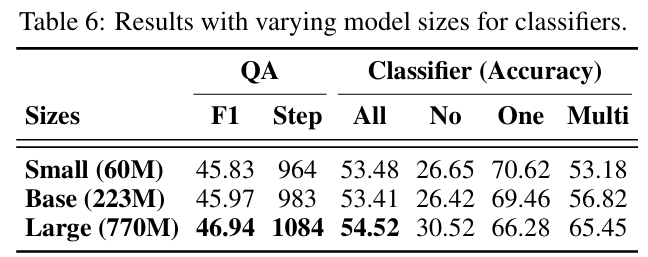 Table 6: Results with varying model sizes for classifiers.
QA Classifier (Accuracy)
Sizes F1 Step All No One Multi
Small (60M) 45.83 964 53.48 26.65 70.62 53.18
Base (223M) 45.97 983 53.41 26.42 69.46 56.82
Large (770M) 46.94 1084 54.52 30.52 66.28 65.45